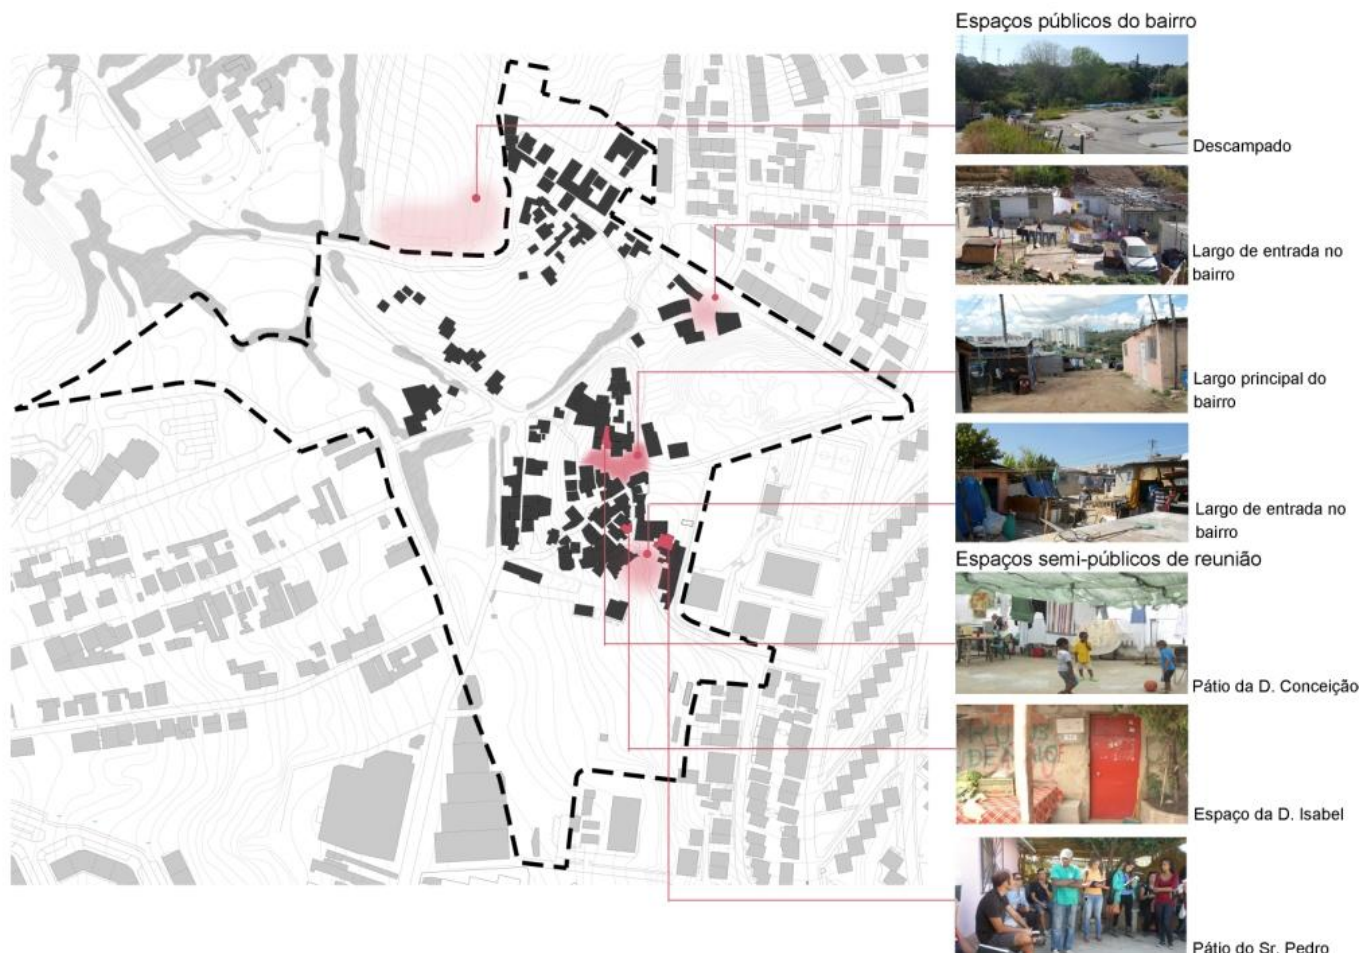 Espaços públicos do bairro
Descampado
Largo de entrada no
bairro
Largo principal do
bairro
Largo de entrada no
bairro
Espaços semi-públicos de reunião
Pátio da D. Conceição
Espaço da D. Isabel
Pátio do Sr. Pedro